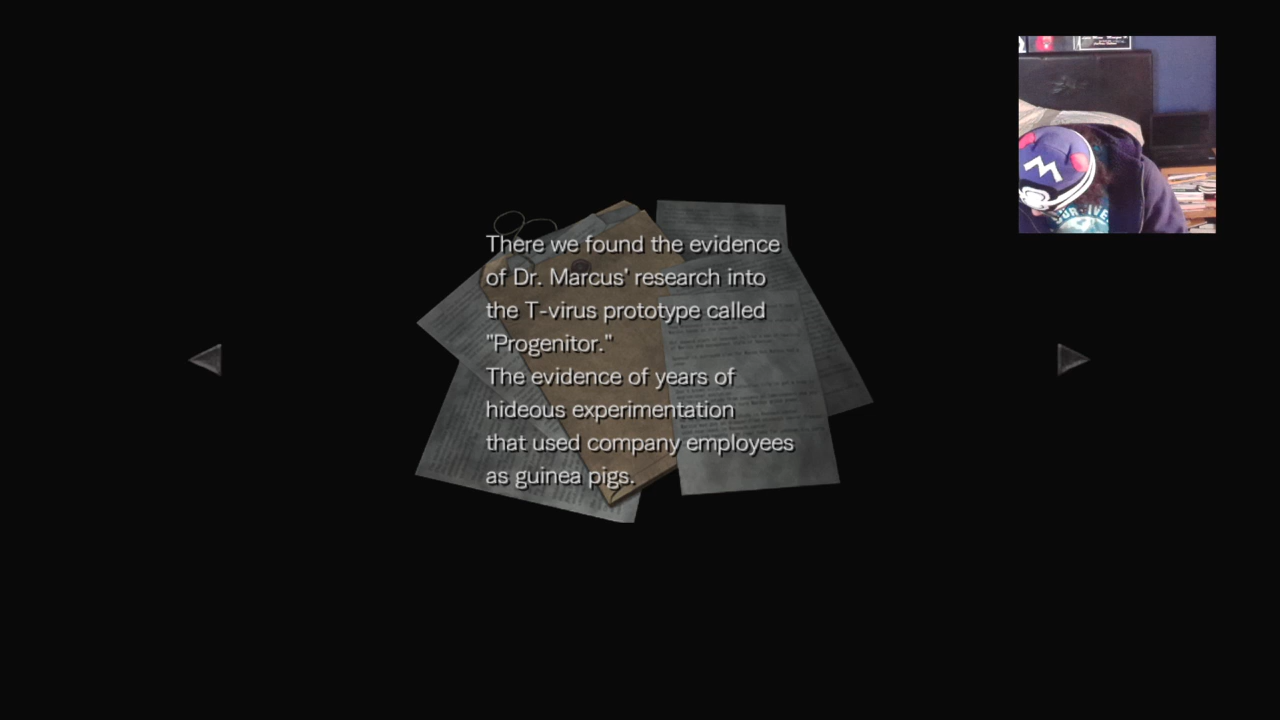 There we found the evidence
of Dr. Marcus' research into
the T-virus prototype called
"Progenitor."
The evidence of years of
hideous experimentation
that used company employees
as guinea pigs.
M